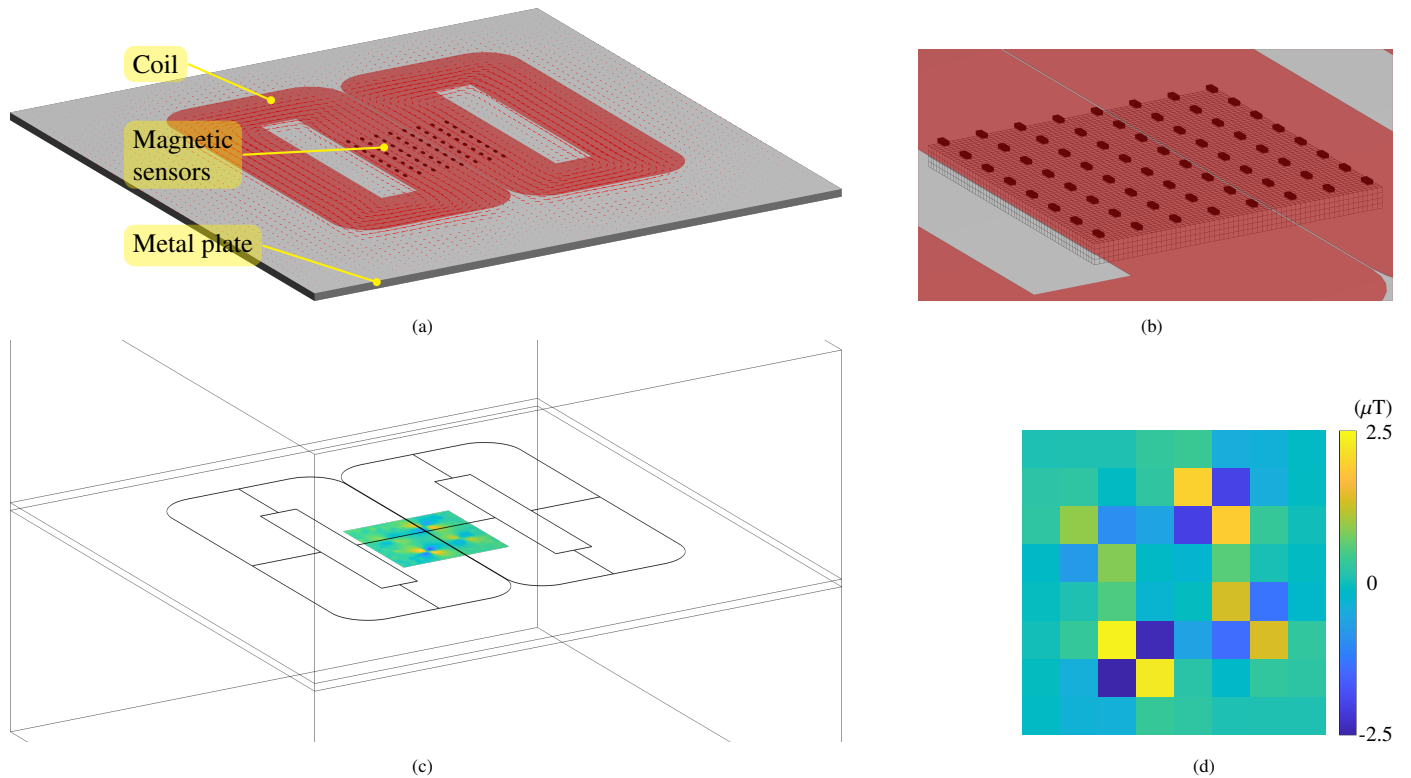 Coil
Magnetic
sensors
Metal plate
(a)
(b)
(c)
(μT)
2.5
0
-2.5
(d)